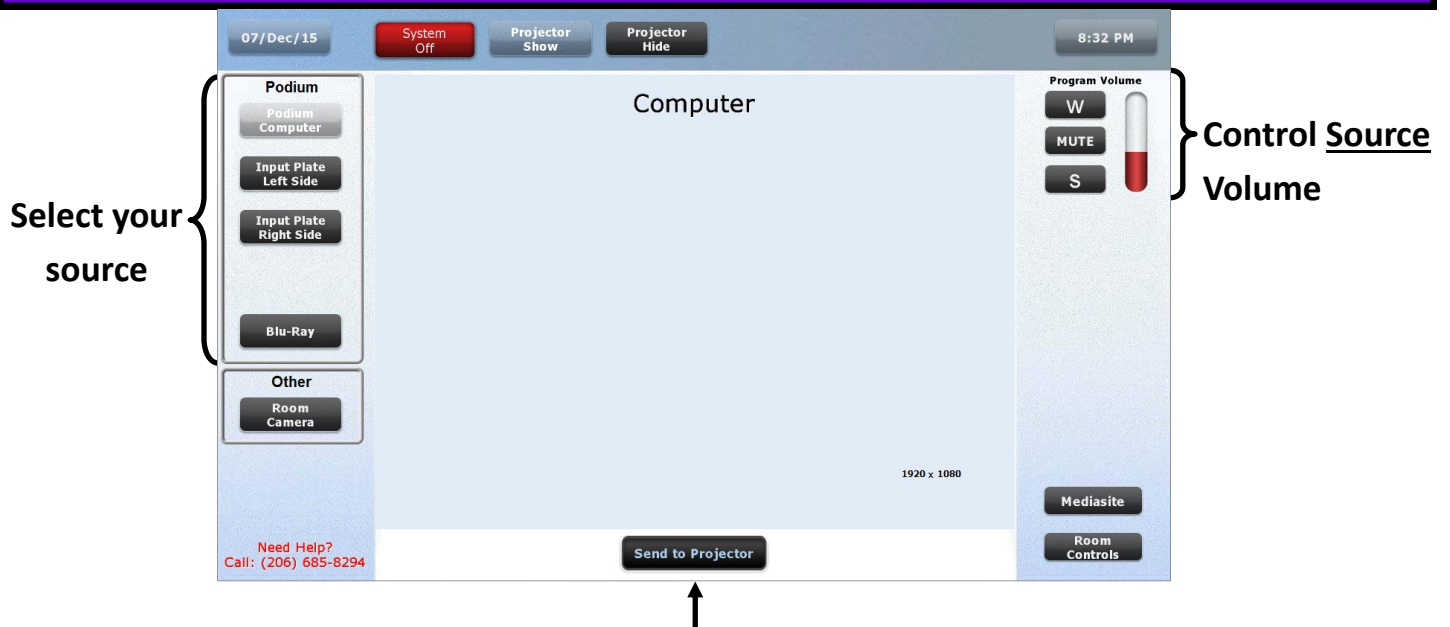 07/Dec/15
System
Off
Projector
Show
Projector
Hide
8:32 PM
Select your
source
Podium
Podium
Computer
Input Plate
Left Side
Input Plate
Right Side
Blu-Ray
Other
Room
Camera
Need Help?
Call: (206) 685-8294
Computer
1920 x 1080
Send to Projector
Program Volume
W
MUTE
S
Control Source
Volume
Mediasite
Room
Controls